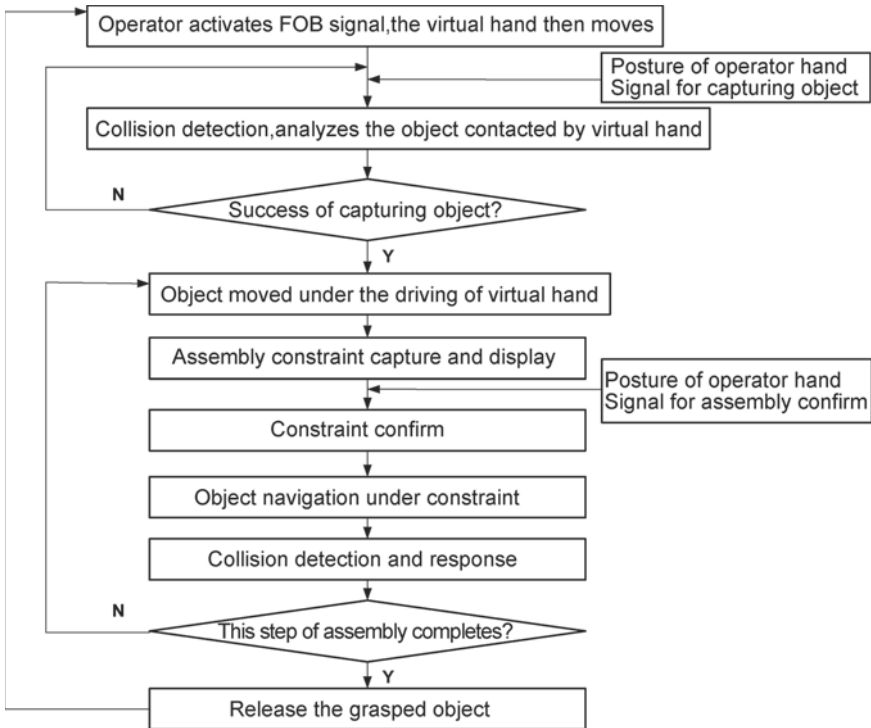 Operator activates FOB signal,the virtual hand then moves
Posture of operator hand
Signal for capturing object
Collision detection,analyzes the object contacted by virtual hand
N
Success of capturing object?
Y
Object moved under the driving of virtual hand
Assembly constraint capture and display
Posture of operator hand
Signal for assembly confirm
Constraint confirm
Object navigation under constraint
Collision detection and response
N
This step of assembly completes?
Y
Release the grasped object